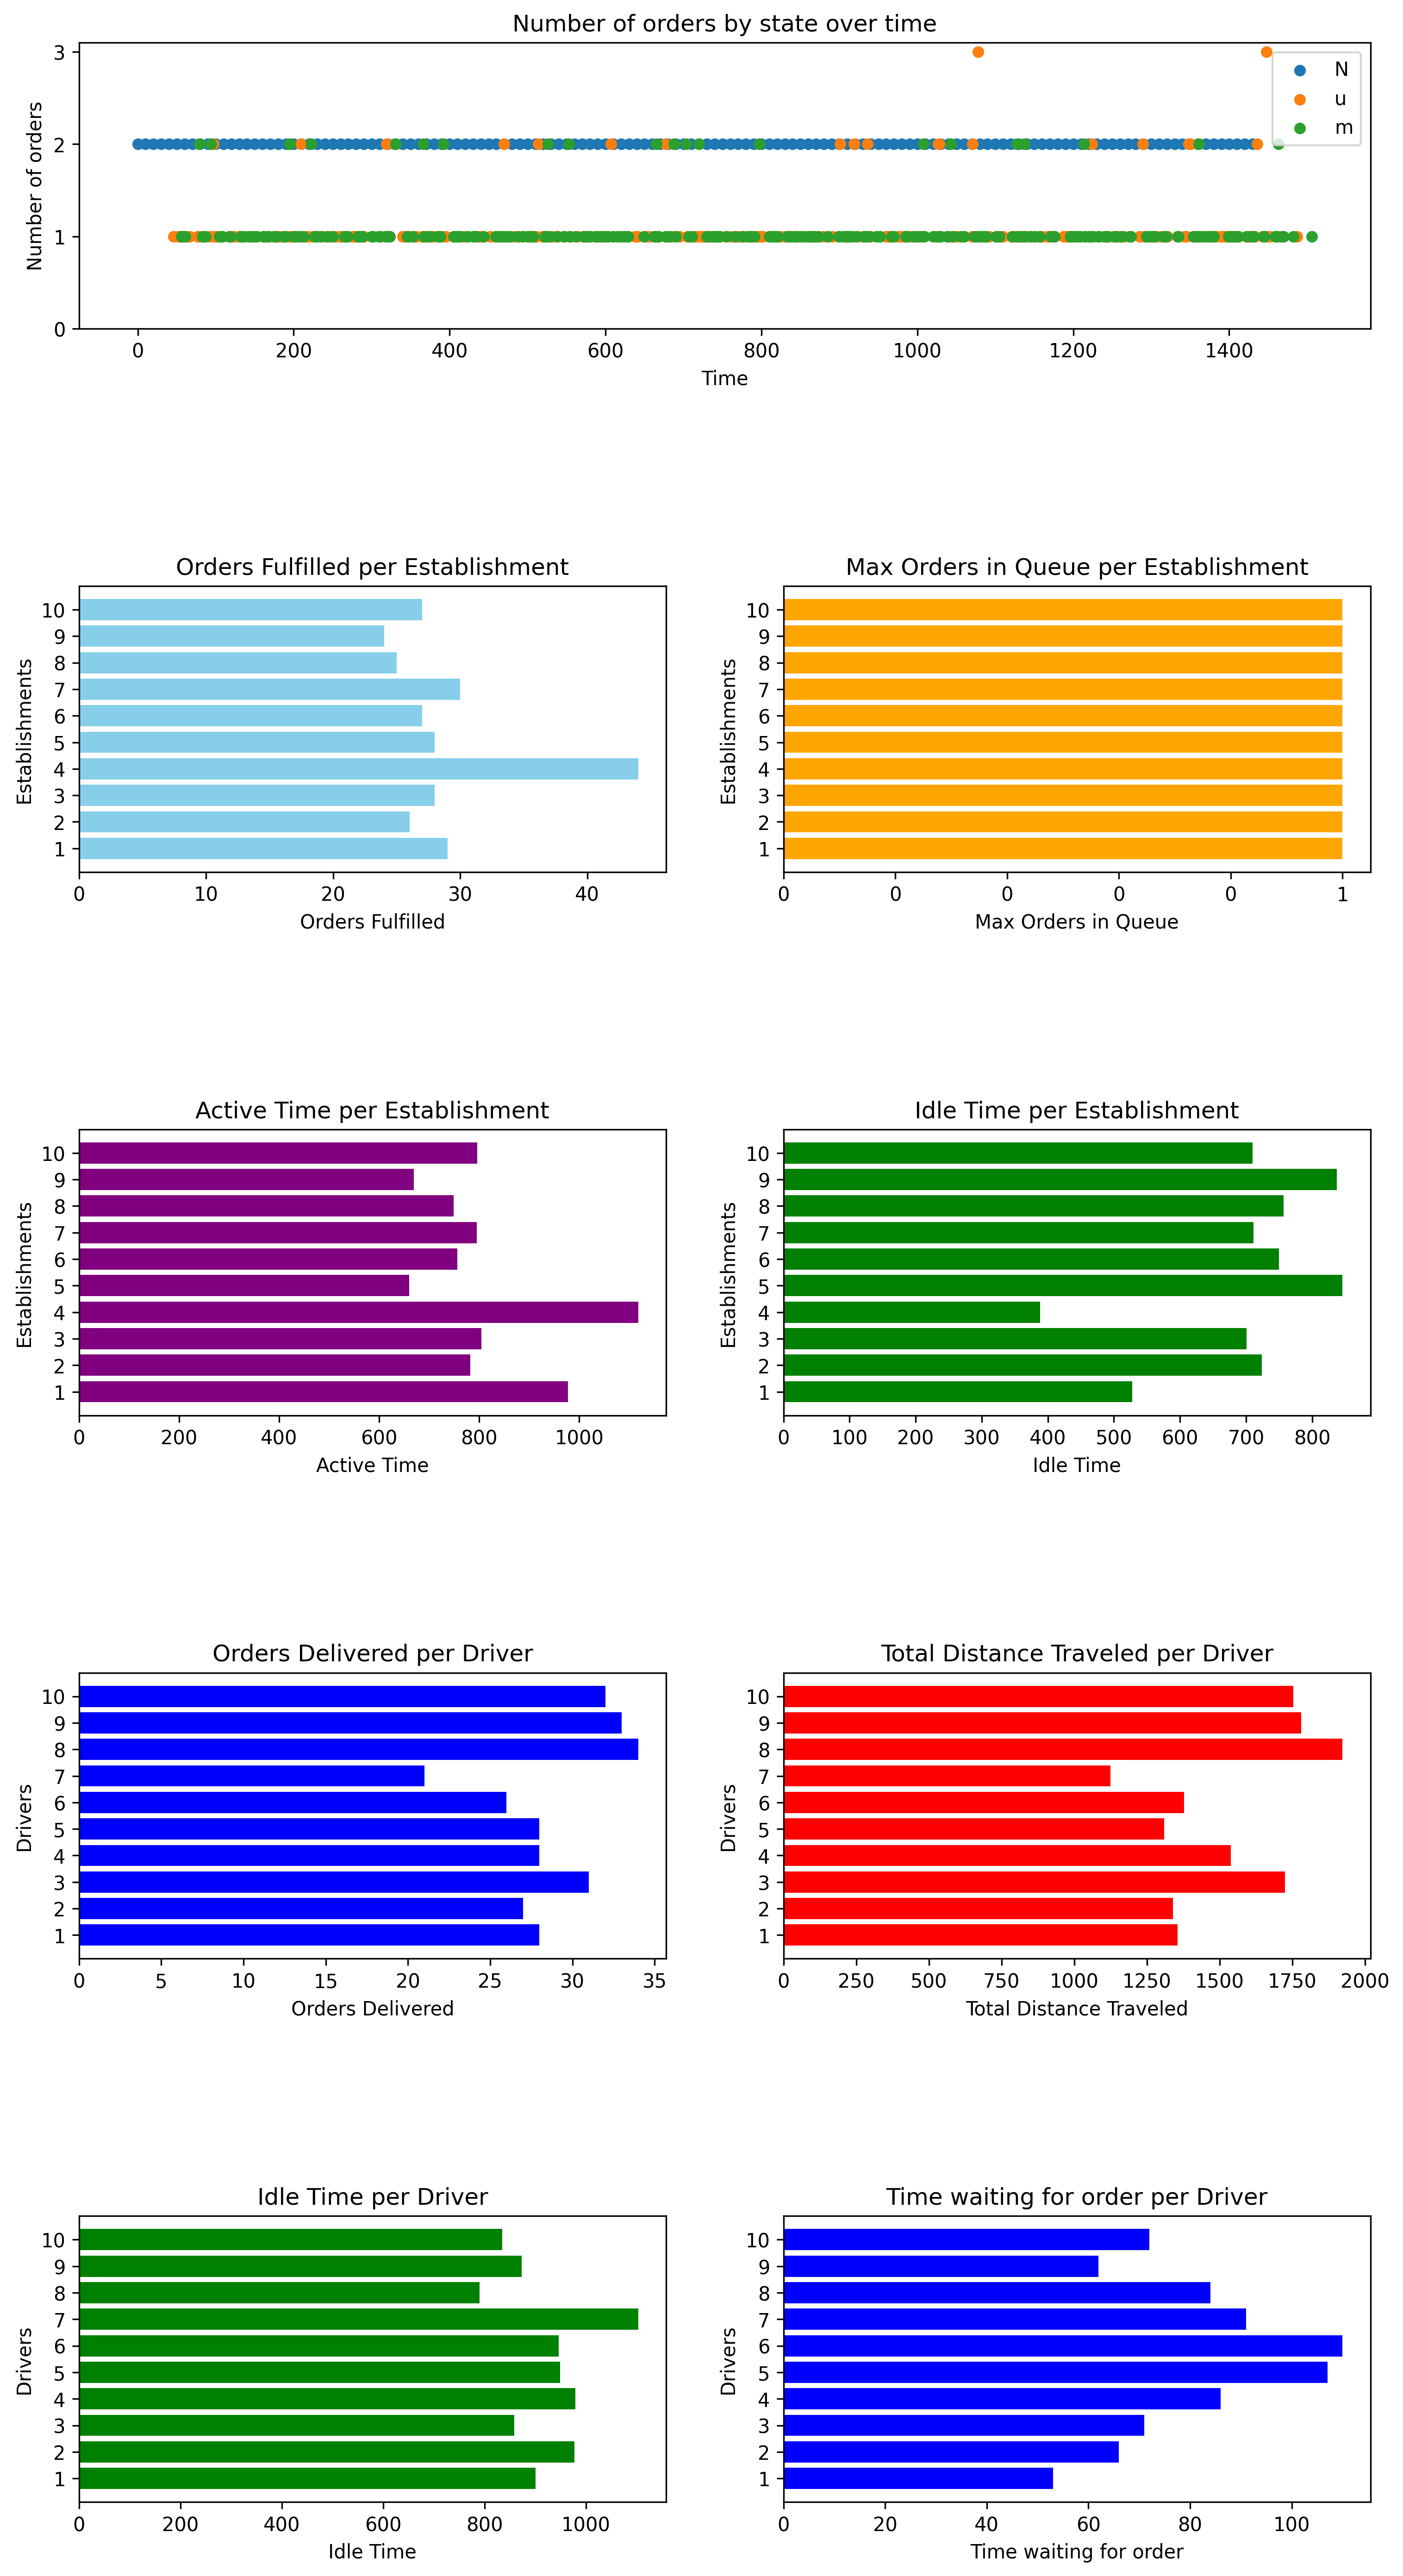 Number of orders by state over time
Number of orders
3
2
1
0
N
u
m
0 200 400 600 800 1000 1200 1400
Time
Orders Fulfilled per Establishment
Establishments
10
9
8
7
6
5
4
3
2
1
0 10 20 30 40
Orders Fulfilled
Max Orders in Queue per Establishment
Establishments
10
9
8
7
6
5
4
3
2
1
0 0 0 0 0 1
Max Orders in Queue
Active Time per Establishment
Establishments
10
9
8
7
6
5
4
3
2
1
0 200 400 600 800 1000
Active Time
Idle Time per Establishment
Establishments
10
9
8
7
6
5
4
3
2
1
0 100 200 300 400 500 600 700 800
Idle Time
Orders Delivered per Driver
Drivers
10
9
8
7
6
5
4
3
2
1
0 5 10 15 20 25 30 35
Orders Delivered
Total Distance Traveled per Driver
Drivers
10
9
8
7
6
5
4
3
2
1
0 250 500 750 1000 1250 1500 1750 2000
Total Distance Traveled
Idle Time per Driver
Drivers
10
9
8
7
6
5
4
3
2
1
0 200 400 600 800 1000
Idle Time
Time waiting for order per Driver
Drivers
10
9
8
7
6
5
4
3
2
1
0 20 40 60 80 100
Time waiting for order